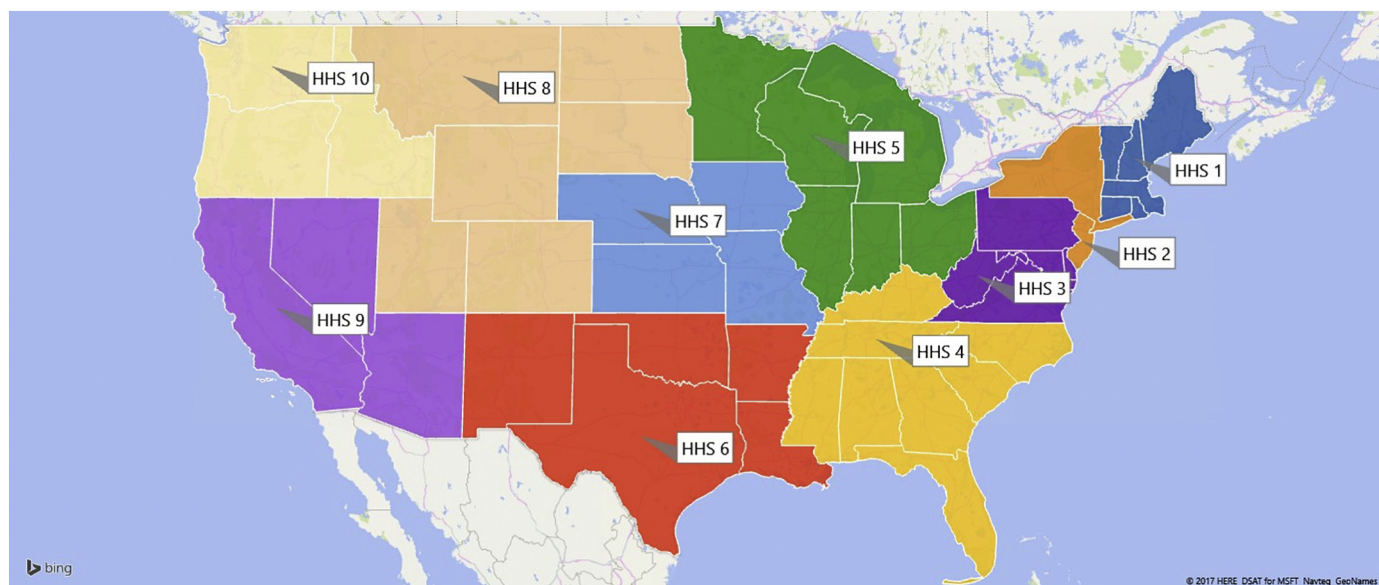 HHS 10
HHS 8
HHS 5
HHS 1
HHS 7
HHS 2
HHS 3
HHS 9
HHS 4
HHS 6
bing
© 2017 HERE DSAT for MSFT Navteq GeoNames